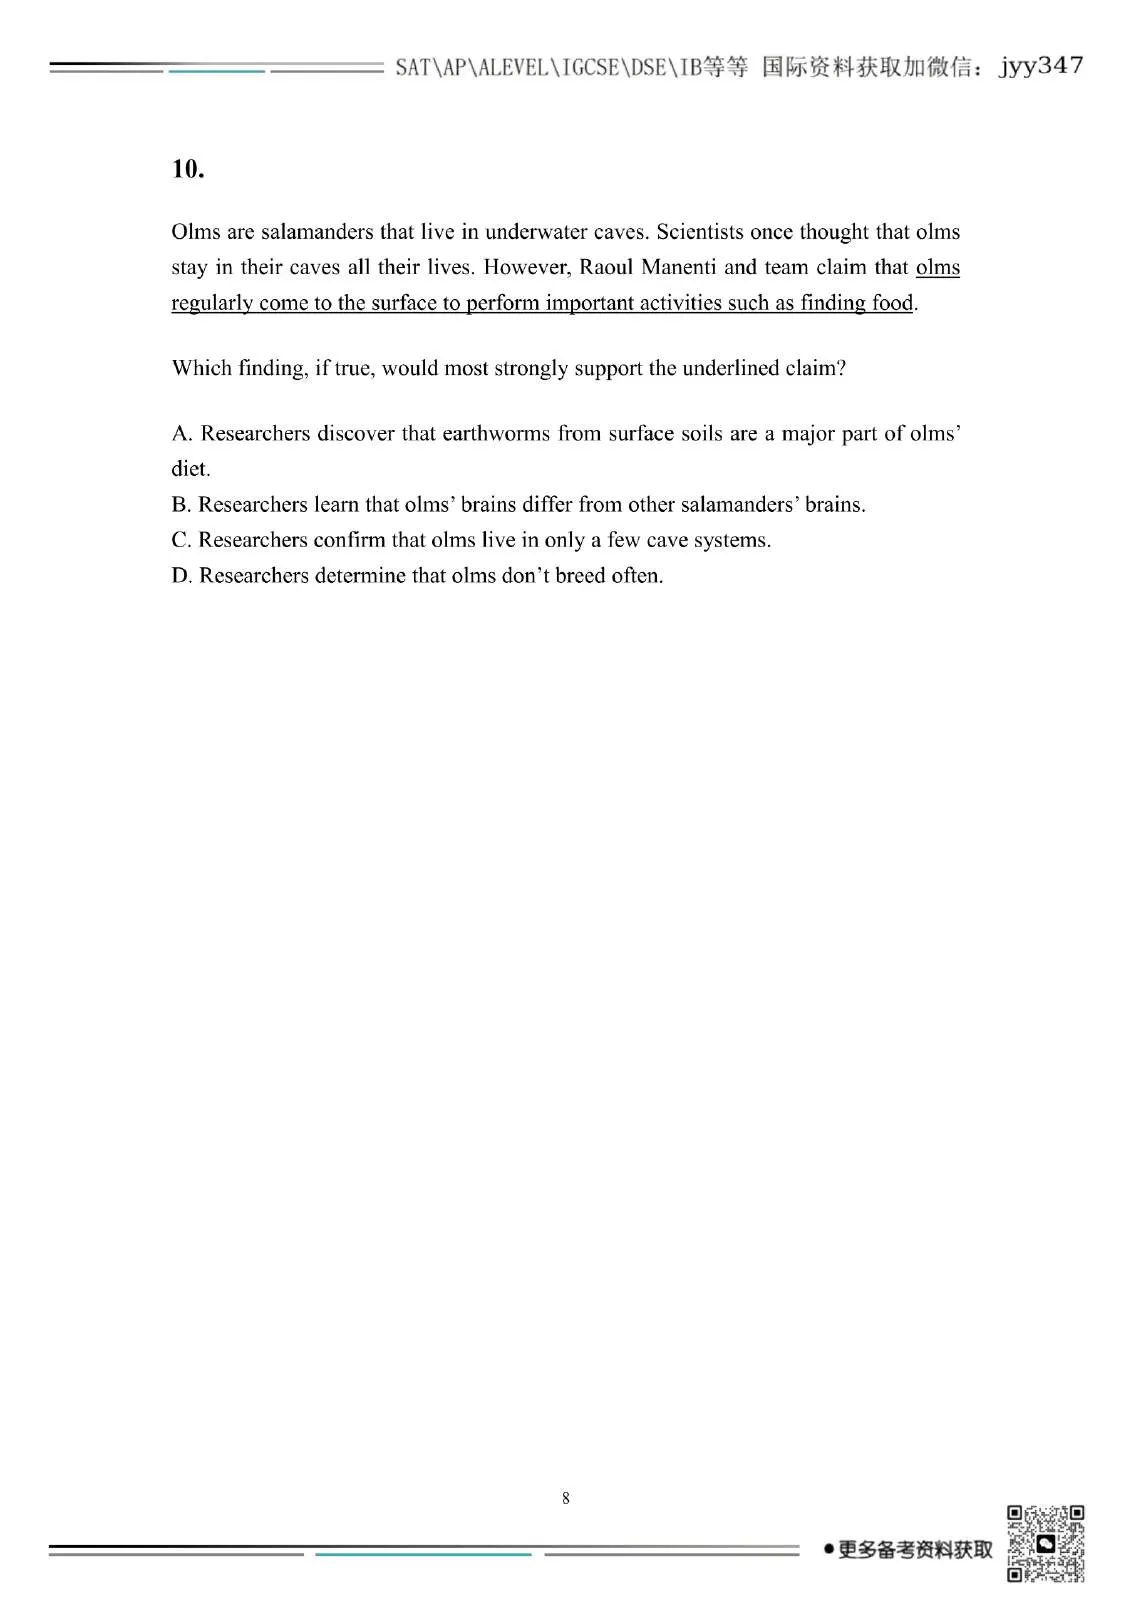 SAT\AP\ALEVEL\IGCSE\DSE\IB等等 国际资料获取加微信：jyy347
10.
Olms are salamanders that live in underwater caves. Scientists once thought that olms
stay in their caves all their lives. However, Raoul Manenti and team claim that olms
regularly come to the surface to perform important activities such as finding food.
Which finding, if true, would most strongly support the underlined claim?
A. Researchers discover that earthworms from surface soils are a major part of olms’
diet.
B. Researchers learn that olms’ brains differ from other salamanders’ brains.
C. Researchers confirm that olms live in only a few cave systems.
D. Researchers determine that olms don’t breed often.
8
●更多备考资料获取